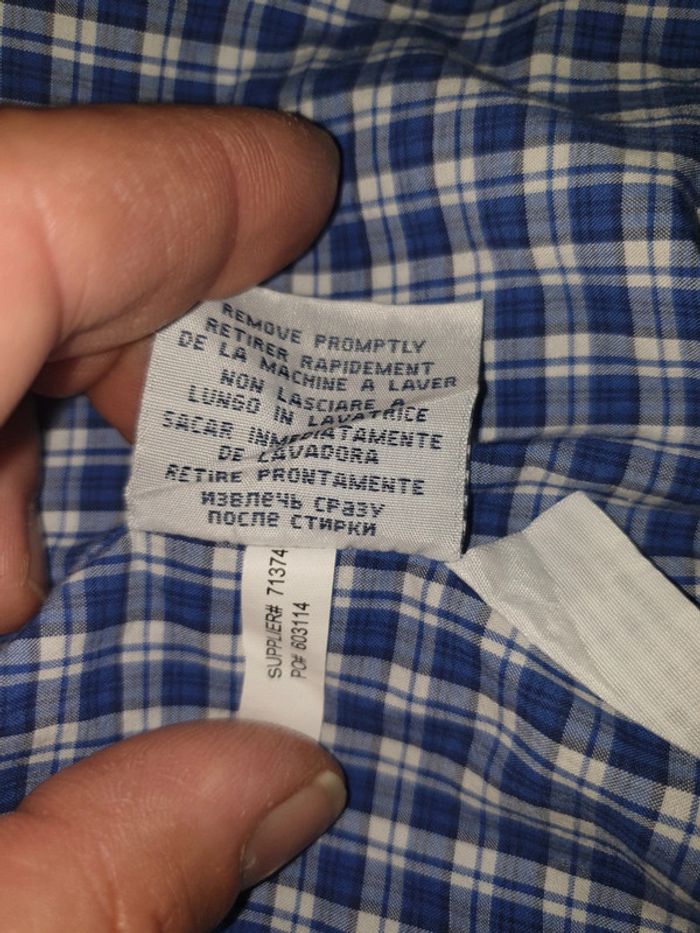 REMOVE PROMPTLY
RETIRER RAPIDEMENT
DE LA MACHINE A LAVER
NON LASCIARE A
LUNGO IN LAVATRICE
SACAR INMEDIATAMENTE
DE LAVADORA
RETIRE PRONTAMENTE
ИЗВЛЕЧЬ СРАЗУ
ПОСЛЕ СТИРКИ
SUPPLIER# 71374
PO# 603114